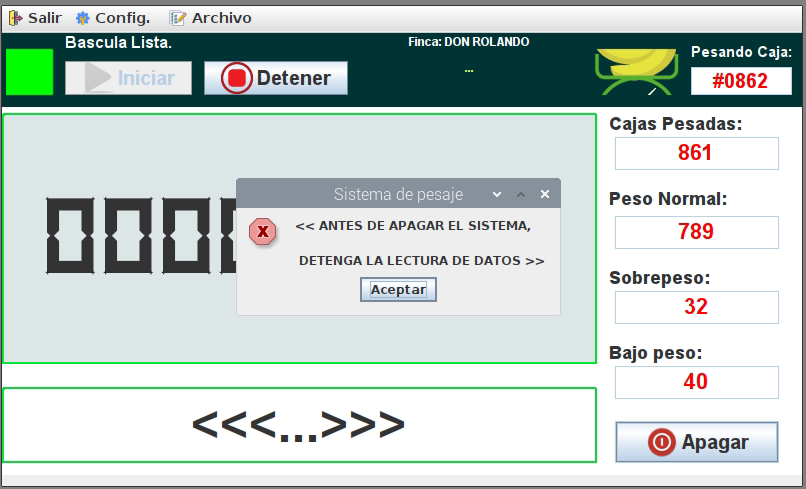 Salir Config. Archivo
Bascula Lista.
Finca: DON ROLANDO
Pesando Caja:
Iniciar
Detener
...
#0862
Cajas Pesadas:
861
Sistema de pesaje
<< ANTES DE APAGAR EL SISTEMA,
DETENGA LA LECTURA DE DATOS >>
Aceptar
000
Peso Normal:
789
Sobrepeso:
32
Bajo peso:
40
<<<...>>>
Apagar